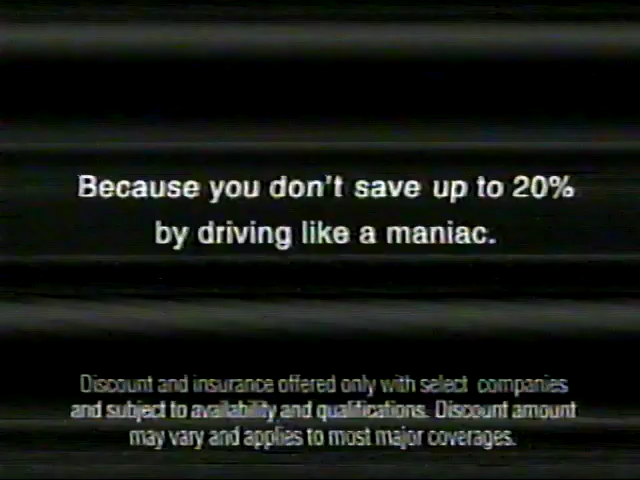 Because you don't save up to 20%
by driving like a maniac.
Discount and insurance offered only with select companies
and subject to availability and qualifications. Discount amount
may vary and applies to most major coverages.